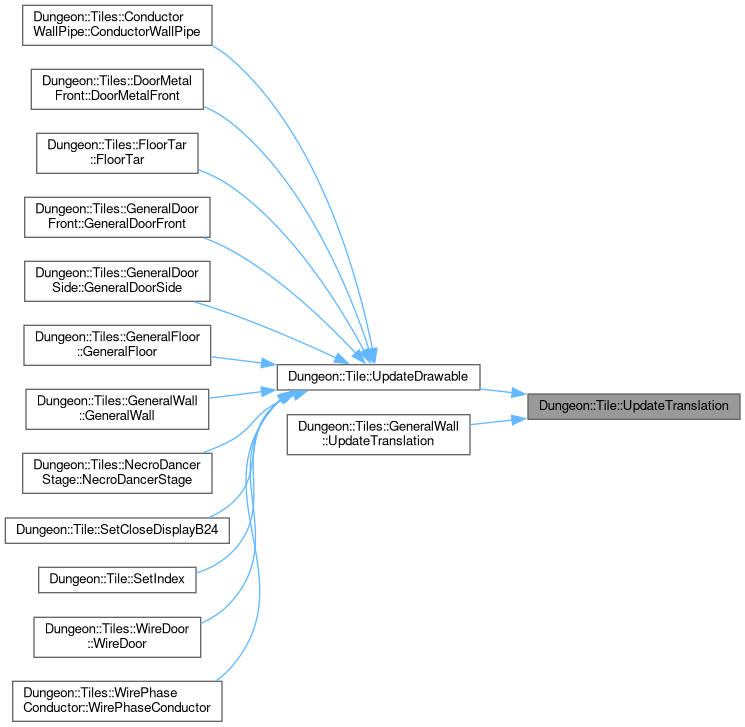 Dungeon::Tiles::Conductor
WallPipe::ConductorWallPipe
Dungeon::Tiles::DoorMetal
Front::DoorMetalFront
Dungeon::Tiles::FloorTar
::FloorTar
Dungeon::Tiles::GeneralDoor
Front::GeneralDoorFront
Dungeon::Tiles::GeneralDoor
Side::GeneralDoorSide
Dungeon::Tiles::GeneralFloor
::GeneralFloor
Dungeon::Tiles::GeneralWall
::GeneralWall
Dungeon::Tiles::NecroDancer
Stage::NecroDancerStage
Dungeon::Tile::SetCloseDisplayB24
Dungeon::Tile::SetIndex
Dungeon::Tiles::WireDoor
::WireDoor
Dungeon::Tiles::WirePhase
Conductor::WirePhaseConductor
Dungeon::Tile::UpdateDrawable
Dungeon::Tiles::GeneralWall
::UpdateTranslation
Dungeon::Tile::UpdateTranslation